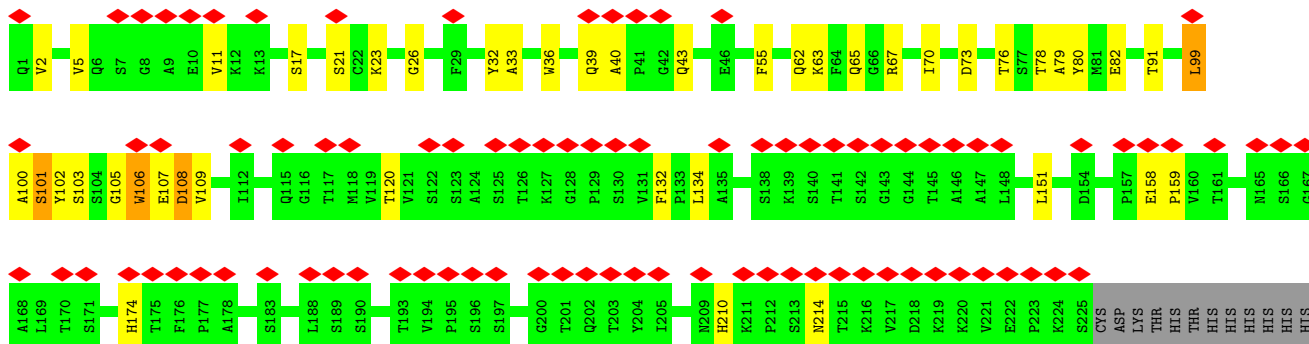 Q1 V2 V5 Q6 S7 G8 A9 E10 V11 K12 K13 S17 S21 C22 K23 G26 F29 Y32 A33 W36 Q39 A40 P41 G42 Q43 E46 F55 Q62 K63 F64 Q65 G66 R67 I70 D73 T76 S77 T78 A79 Y80 M81 E82 T91 L99
A100 S101 Y102 S103 S104 G105 W106 E107 D108 V109 I112 Q115 G116 T117 M118 V119 T120 V121 S122 S123 A124 S125 T126 K127 G128 P129 S130 V131 F132 P133 L134 A135 S138 K139 S140 T141 S142 G143 G144 T145 A146 A147 L148 L151 D154 P157 E158 P159 V160 T161 N165 S166 G167
A168 L169 T170 S171 H174 T175 F176 P177 A178 S183 L188 S189 S190 T193 V194 P195 S196 S197 G200 T201 Q202 T203 Y204 I205 N209 H210 K211 P212 S213 N214 T215 K216 V217 D218 K219 K220 V221 E222 P223 K224 S225 CYS ASP LYS THR HIS THR HIS HIS HIS HIS HIS HIS